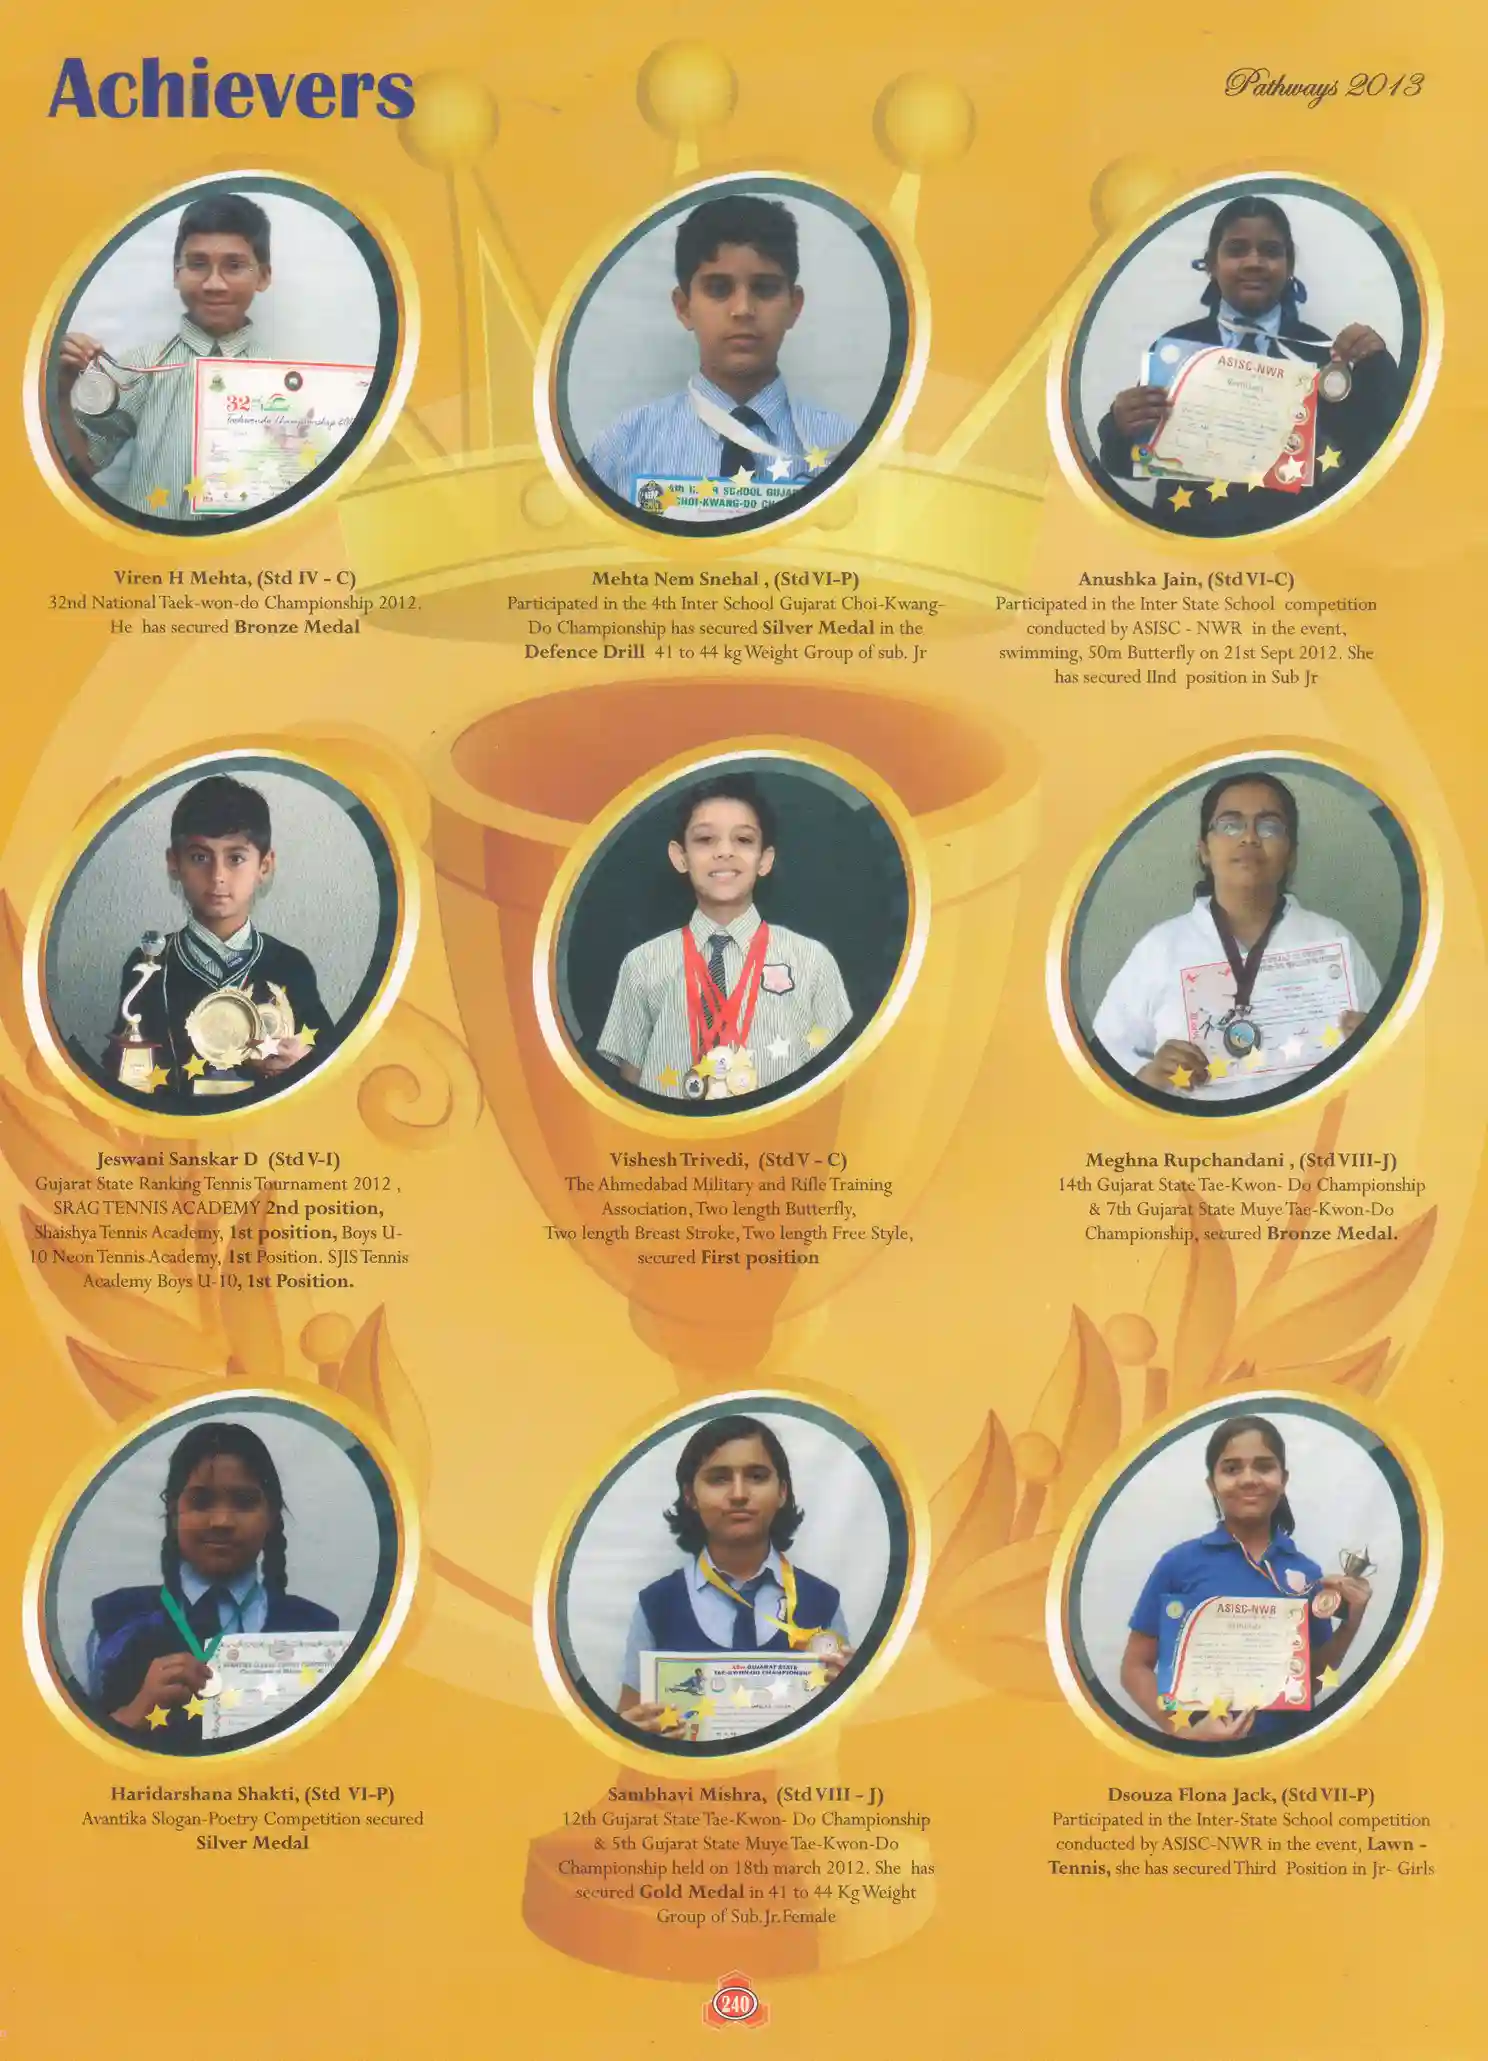 Achievers
Pathways 2013
32nd National
Taekwondo Championship
4th INTER SCHOOL GUJAR
CHOI-KWANG-DO CH
ASISC-NWR
Viren H Mehta, (Std IV - C)
32nd National Taek-won-do Championship 2012.
He has secured Bronze Medal
Mehta Nem Snehal , (Std VI-P)
Participated in the 4th Inter School Gujarat Choi-Kwang-
Do Championship has secured Silver Medal in the
Defence Drill 41 to 44 kg Weight Group of sub. Jr
Anushka Jain, (Std VI-C)
Participated in the Inter State School competition
conducted by ASISC - NWR in the event,
swimming, 50m Butterfly on 21st Sept 2012. She
has secured IInd position in Sub Jr
Jeswani Sanskar D (Std V-I)
Gujarat State Ranking Tennis Tournament 2012 ,
SRAG TENNIS ACADEMY 2nd position,
Shaishya Tennis Academy, 1st position, Boys U-
10 Neon Tennis Academy, 1st Position. SJIS Tennis
Academy Boys U-10, 1st Position.
Vishesh Trivedi, (Std V - C)
The Ahmedabad Military and Rifle Training
Association, Two length Butterfly,
Two length Breast Stroke, Two length Free Style,
secured First position
Meghna Rupchandani , (Std VIII-J)
14th Gujarat State Tae-Kwon- Do Championship
& 7th Gujarat State Muye Tae-Kwon-Do
Championship, secured Bronze Medal.
GUJARAT STATE
TAE-KWON-DO CHAMPIONSHIP
ASISC-NWR
Haridarshana Shakti, (Std VI-P)
Avantika Slogan-Poetry Competition secured
Silver Medal
Sambhavi Mishra, (Std VIII - J)
12th Gujarat State Tae-Kwon- Do Championship
& 5th Gujarat State Muye Tae-Kwon-Do
Championship held on 18th march 2012. She has
secured Gold Medal in 41 to 44 Kg Weight
Group of Sub. Jr. Female
Dsouza Flona Jack, (Std VII-P)
Participated in the Inter-State School competition
conducted by ASISC-NWR in the event, Lawn -
Tennis, she has secured Third Position in Jr- Girls
240